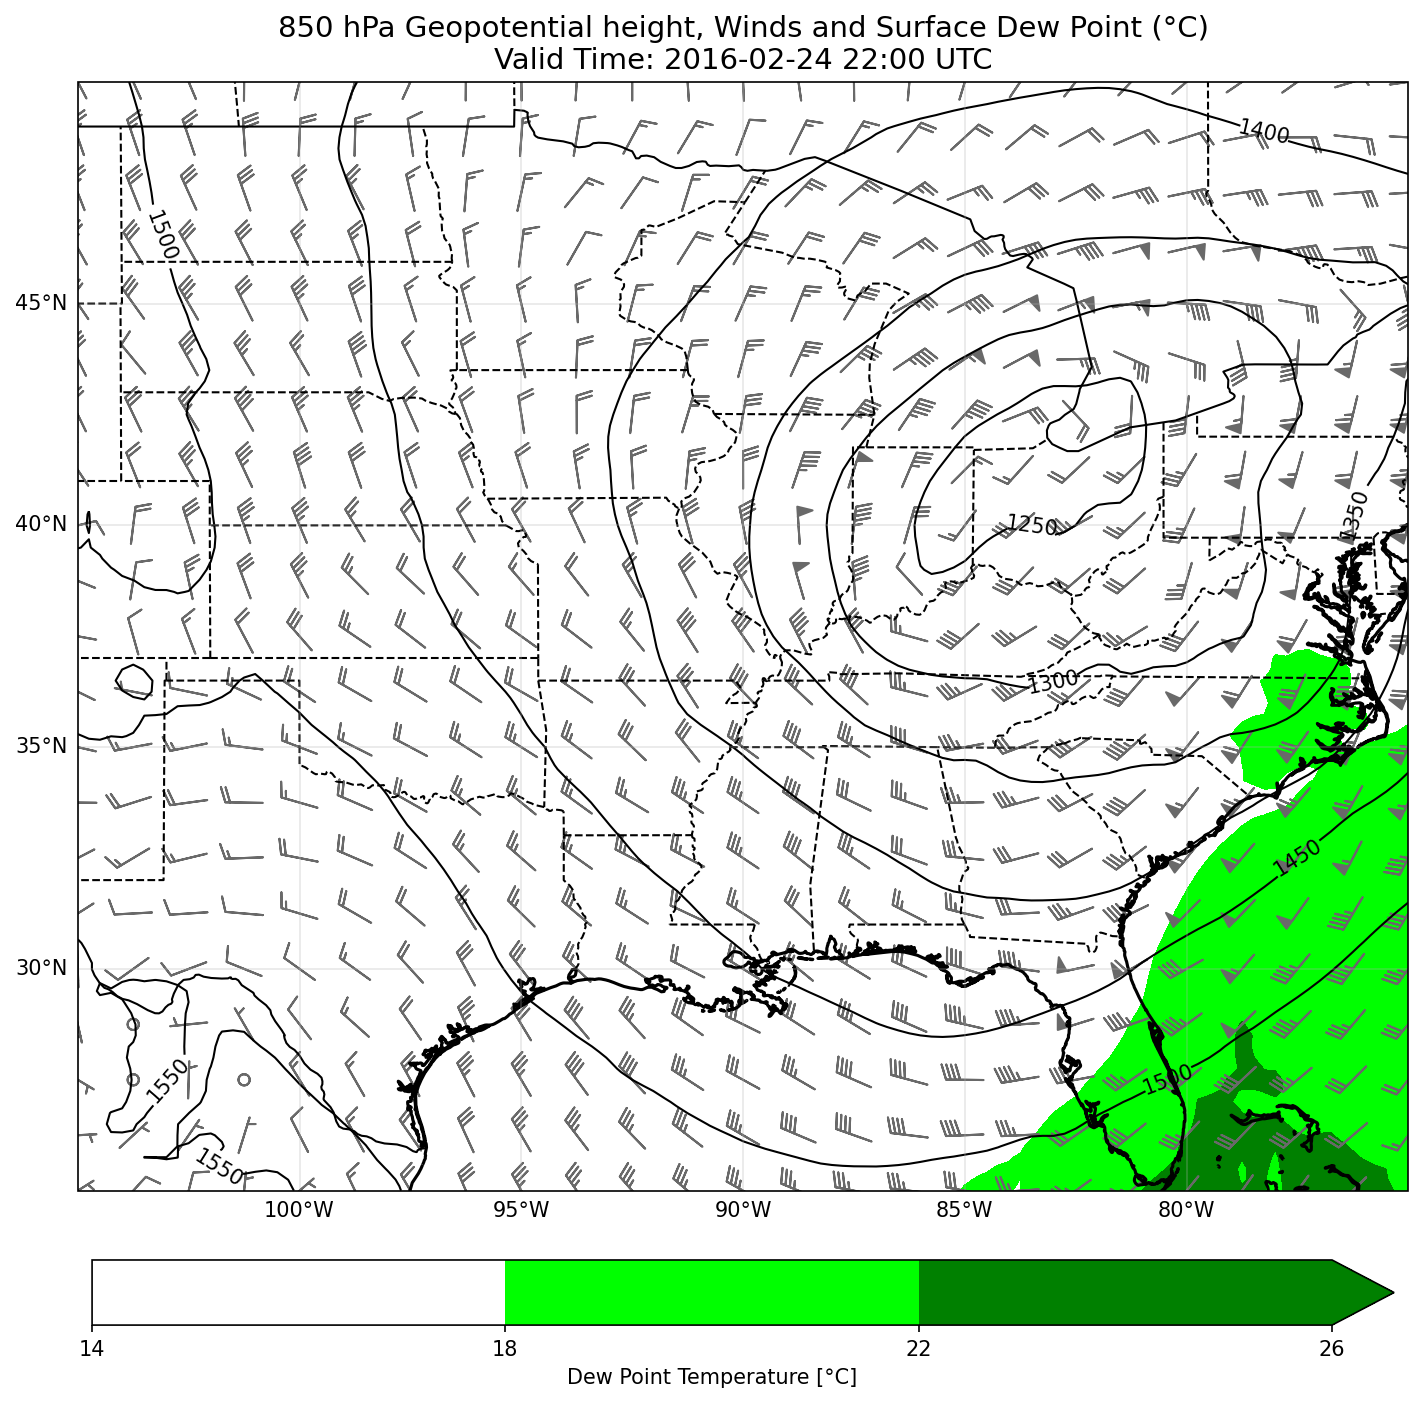 850 hPa Geopotential height, Winds and Surface Dew Point (°C)
Valid Time: 2016-02-24 22:00 UTC
1400
1500
45°N
40°N
1250
1350
1300
35°N
1450
30°N
1550
1500
1550
100°W 95°W 90°W 85°W 80°W
14 18 22 26
Dew Point Temperature [°C]